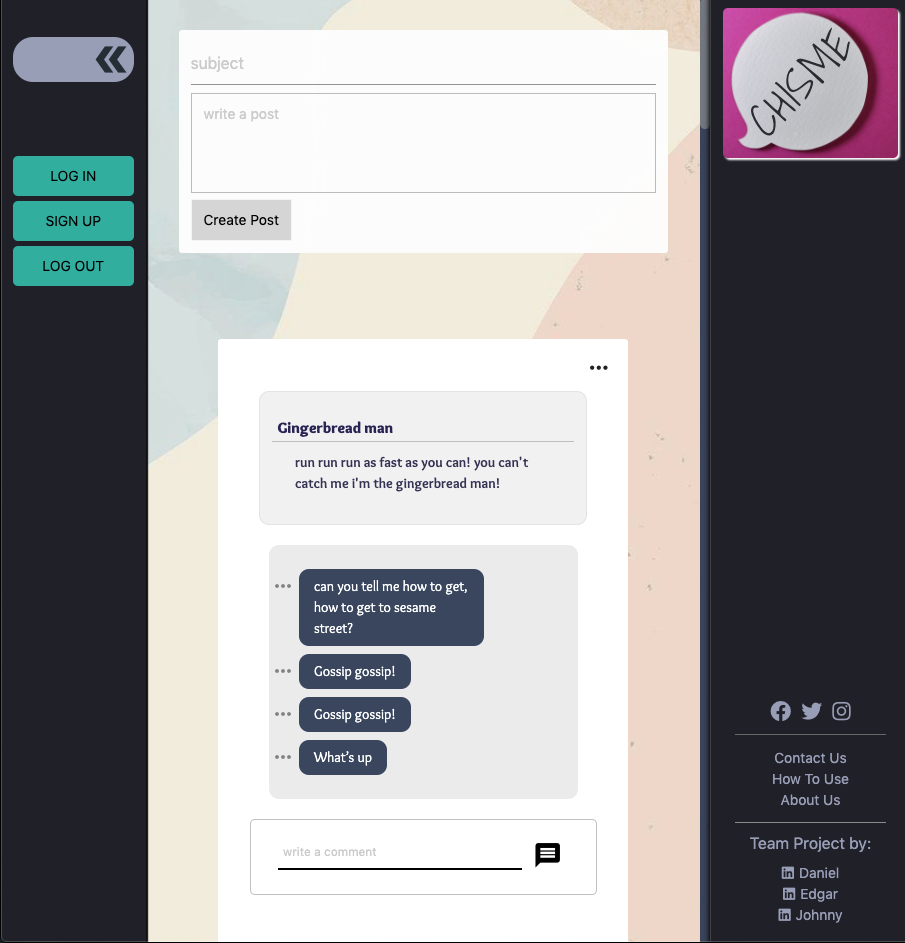 LOG IN
SIGN UP
LOG OUT
subject
write a post
Create Post
Gingerbread man
run run run as fast as you can! you can't
catch me i'm the gingerbread man!
can you tell me how to get,
how to get to sesame
street?
Gossip gossip!
Gossip gossip!
What's up
write a comment
CHISME
Contact Us
How To Use
About Us
Team Project by:
Daniel
Edgar
Johnny